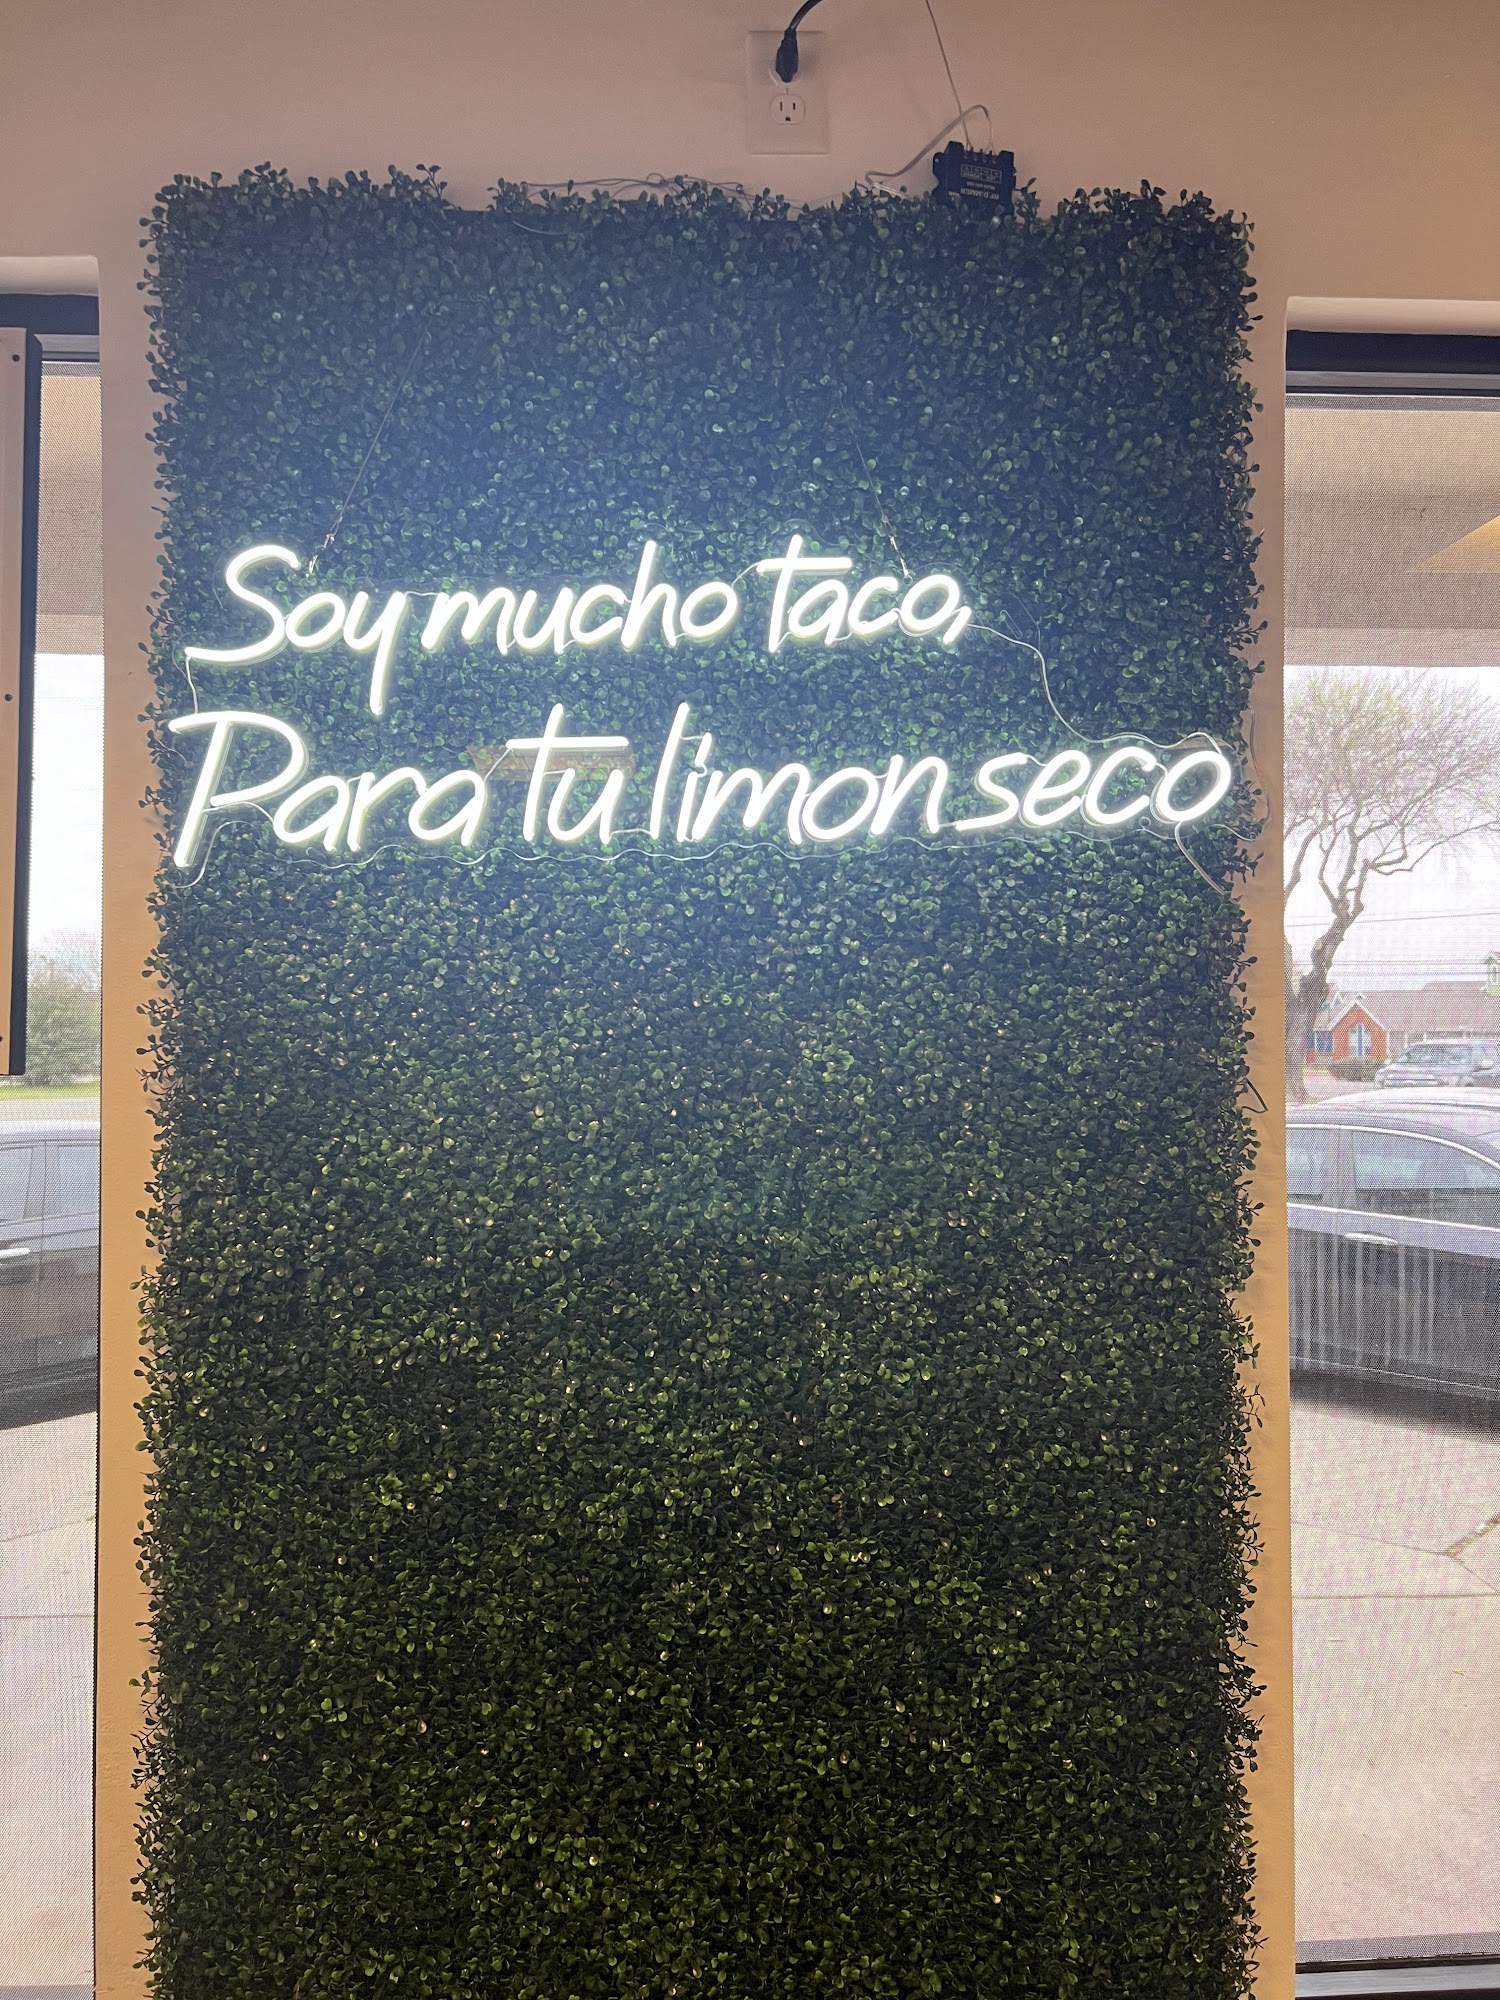 Soy mucho taco,
Para tu limon seco